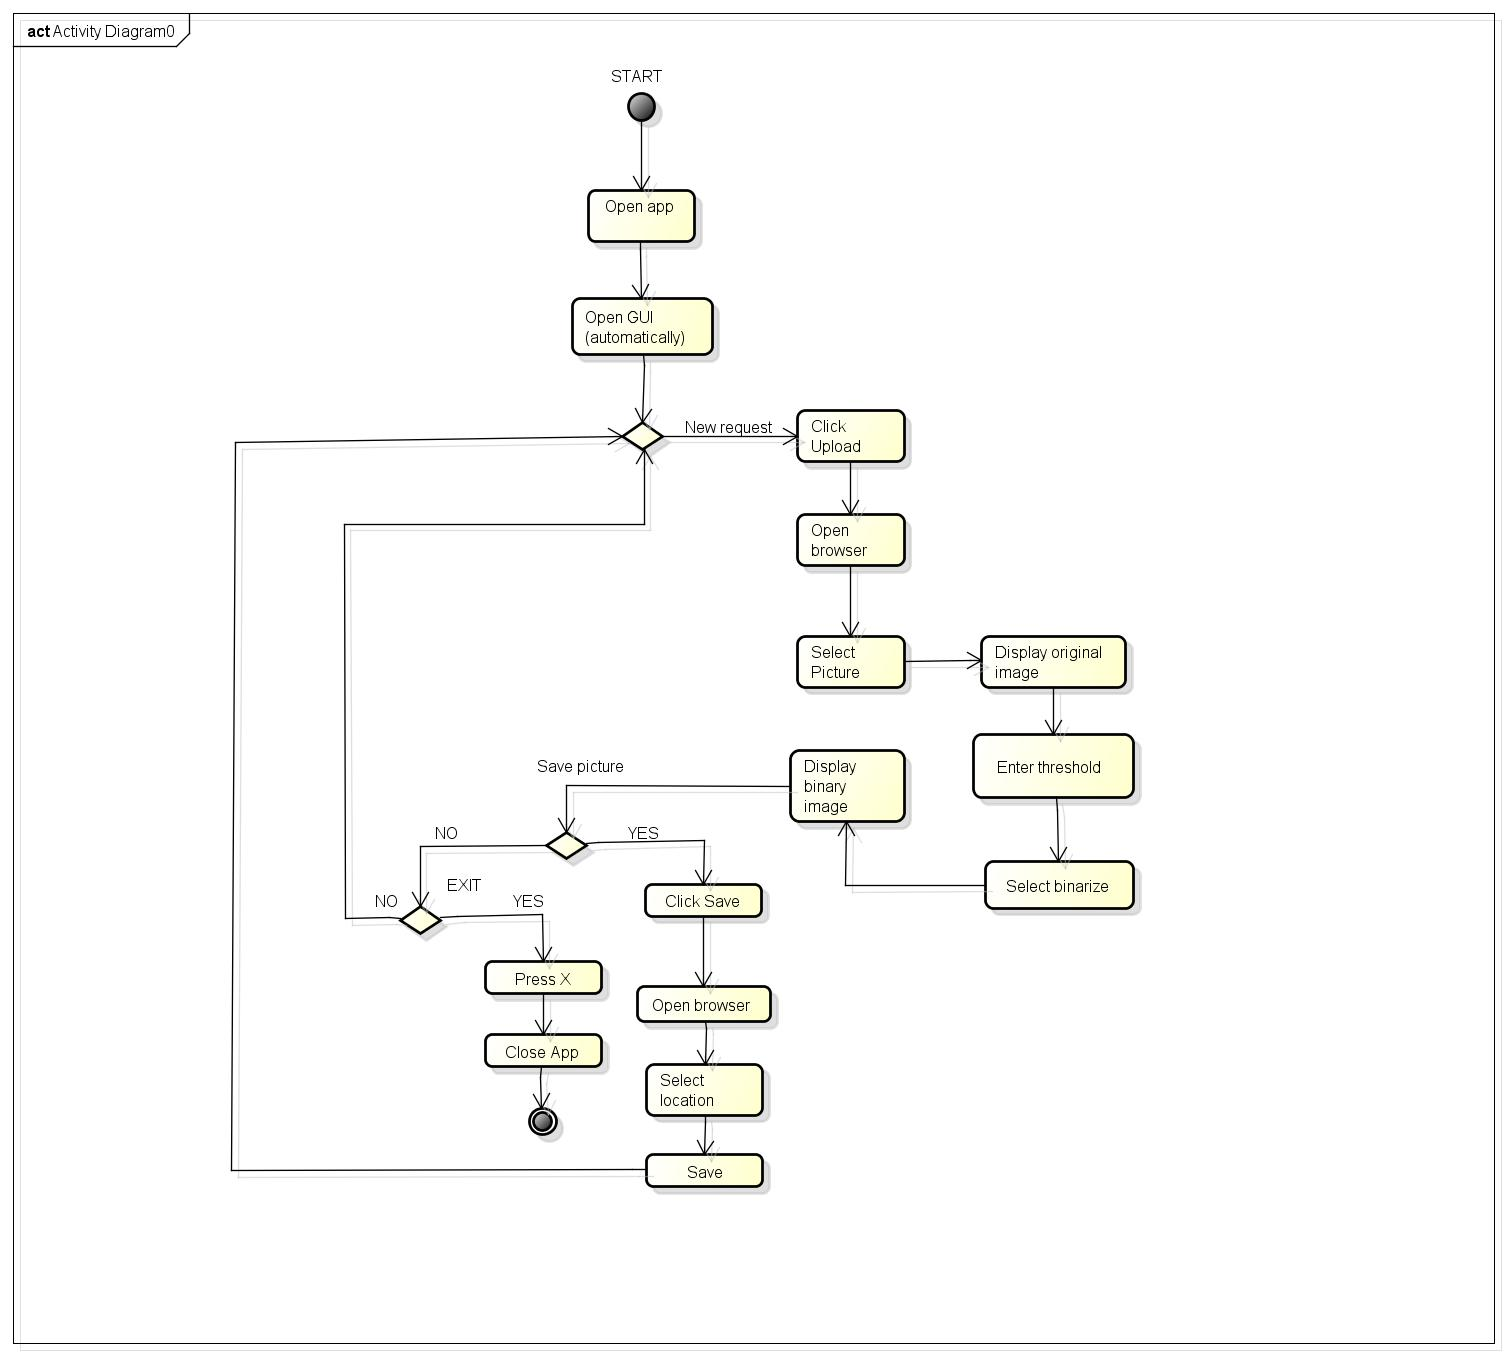 act Activity Diagram0
START
Open app
Open GUI
(automatically)
New request
Click
Upload
Open
browser
Select
Picture
Display original
image
Enter threshold
Select binarize
Display
binary
image
Save picture
NO
YES
EXIT
NO
YES
Click Save
Press X
Open browser
Close App
Select
location
Save